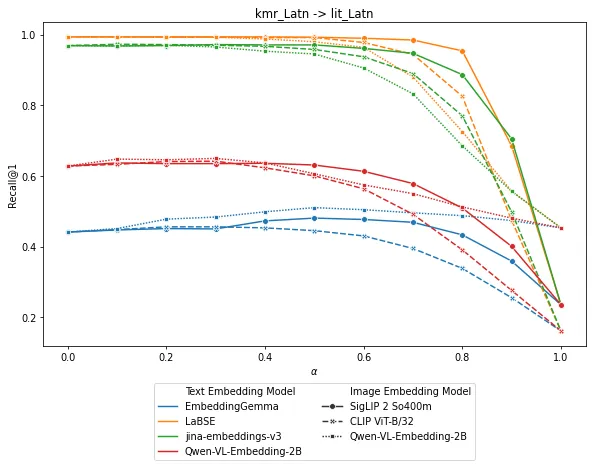 kmr_Latn -> lit_Latn
Recall@1
1.0
0.8
0.6
0.4
0.2
0.0 0.2 0.4 0.6 0.8 1.0
α
Text Embedding Model
EmbeddingGemma
LaBSE
jina-embeddings-v3
Qwen-VL-Embedding-2B
Image Embedding Model
SigLIP 2 So400m
CLIP ViT-B/32
Qwen-VL-Embedding-2B